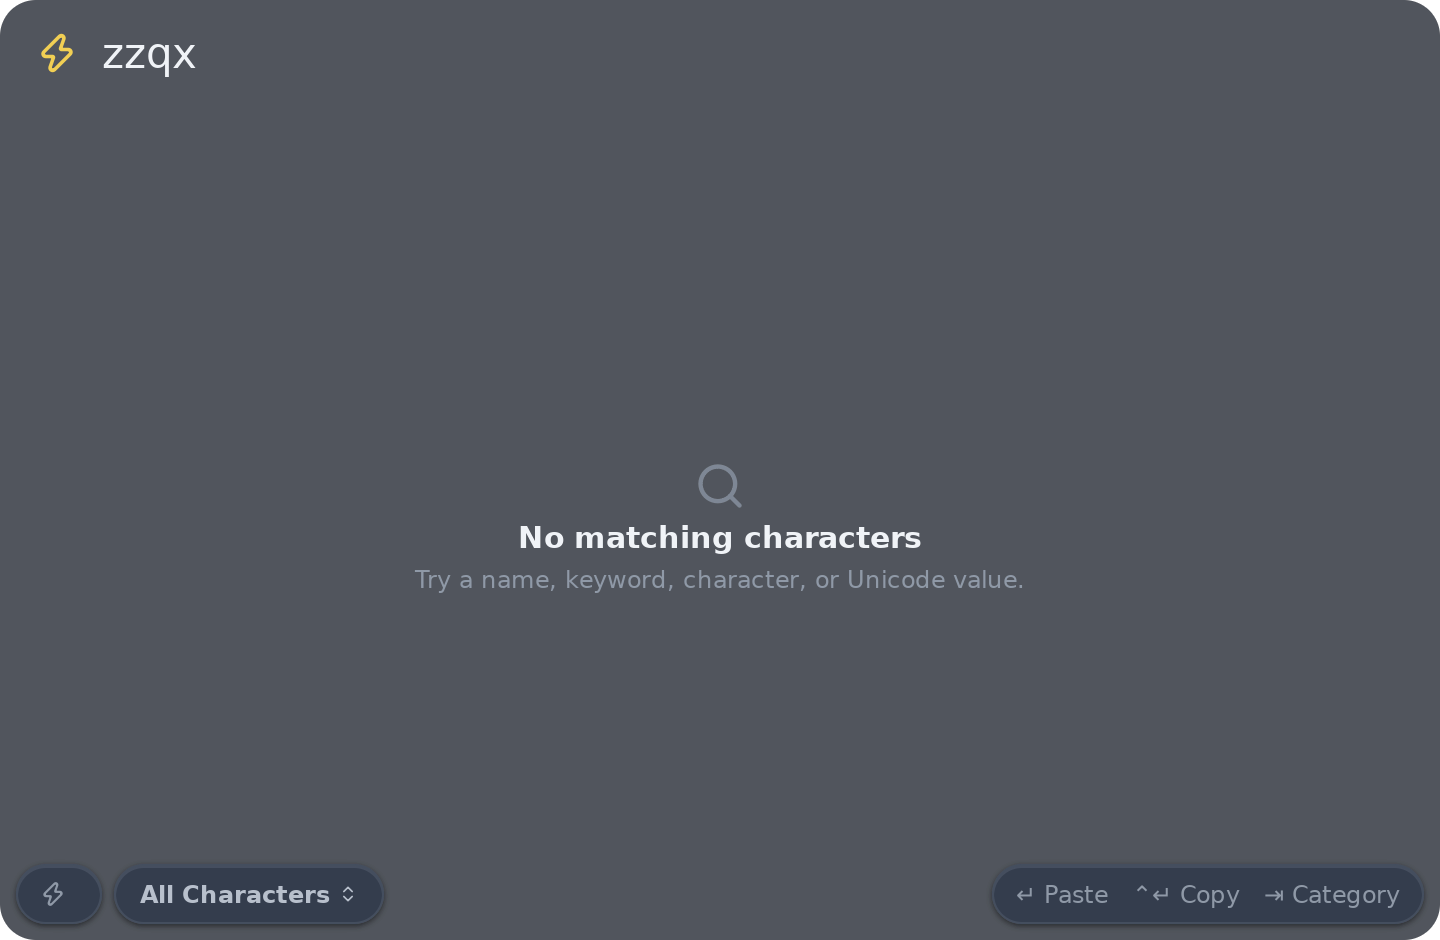 zzqx
No matching characters
Try a name, keyword, character, or Unicode value.
All Characters
↵ Paste ⌃↵ Copy ⇥ Category